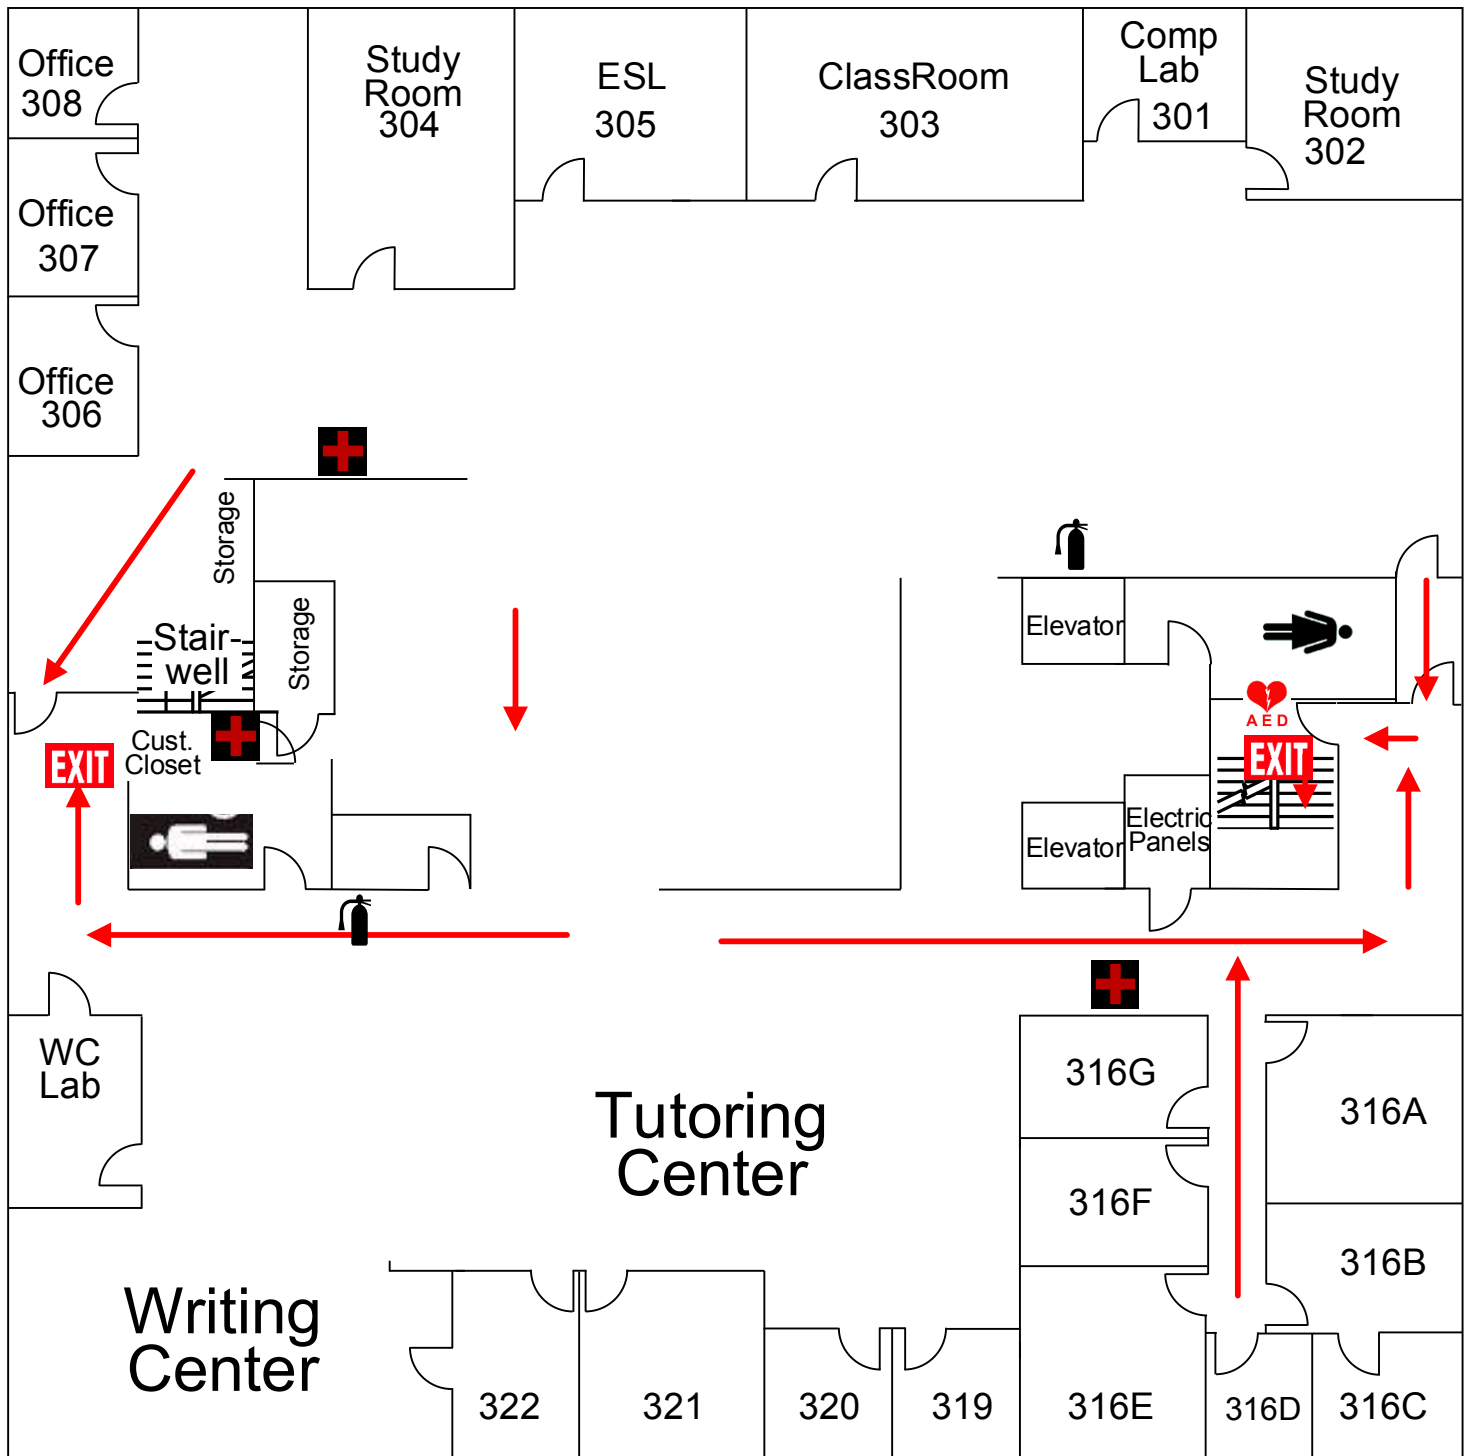 Office
308
Study
Room
304
ESL
305
ClassRoom
303
Comp
Lab
301
Study
Room
302
Office
307
Office
306
Storage
Storage
Stair-
well
Cust.
Closet
EXIT
Elevator
AED
EXIT
Elevator
Electric
Panels
WC
Lab
316G
316A
Tutoring
Center
316F
316B
Writing
Center
322
321
320
319
316E
316D
316C